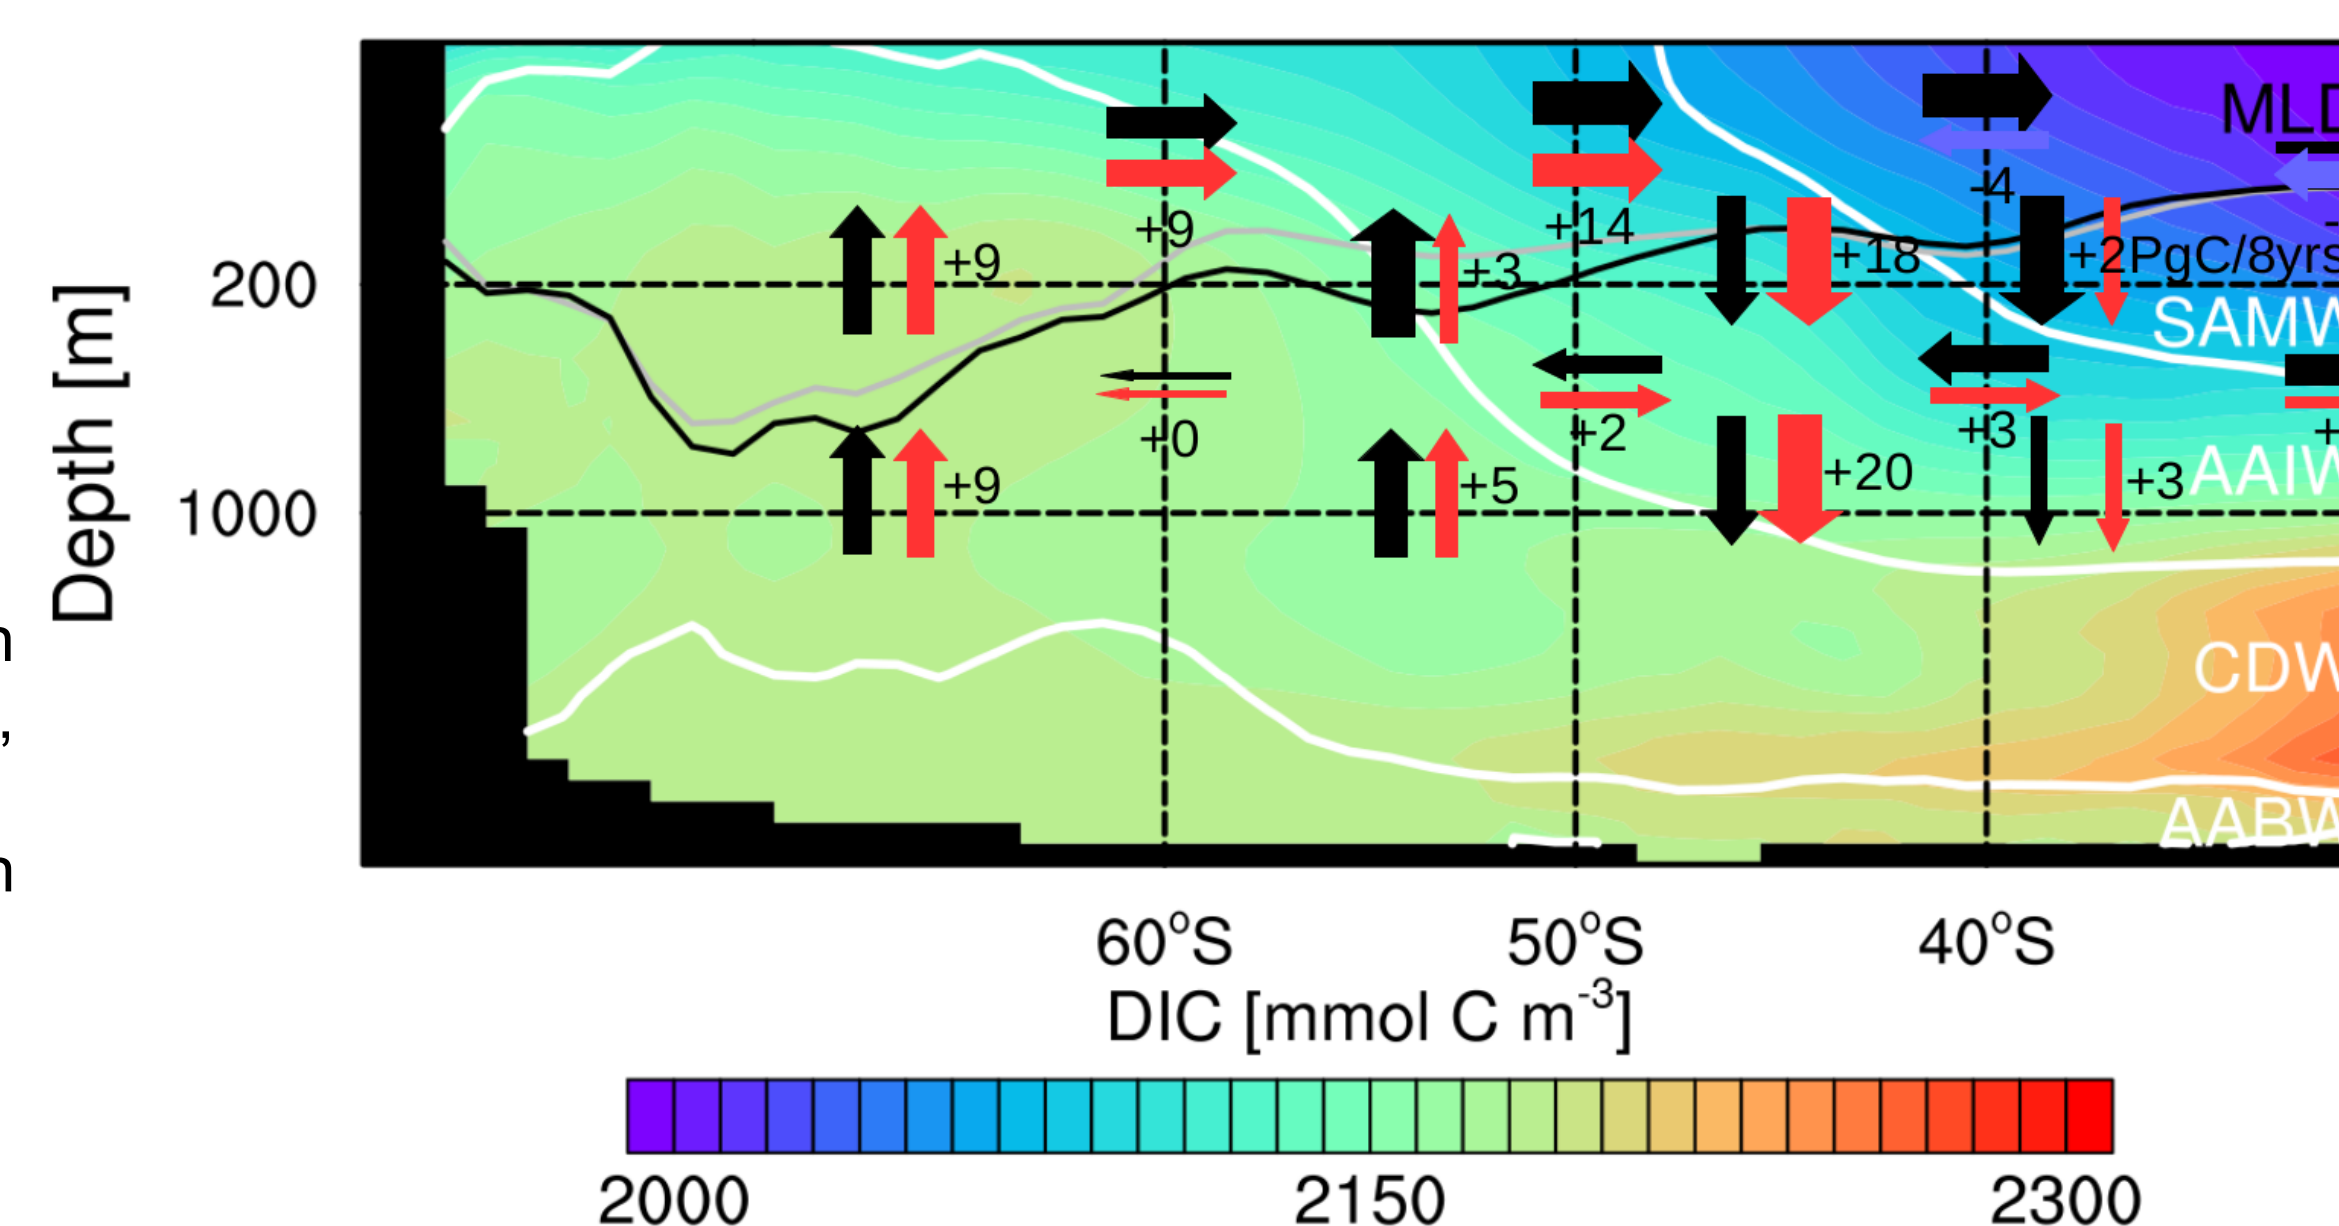 MLD
-4
+9
+14
+9
+3
+18
+2PgC/8yrs
200
SAMW
+0
+2
+3
+9
+5
+20
+3
AAIW
1000
Depth [m]
n
,
n
CDW
AABW
60°S
50°S
40°S
DIC [mmol C m⁻³]
2000
2150
2300